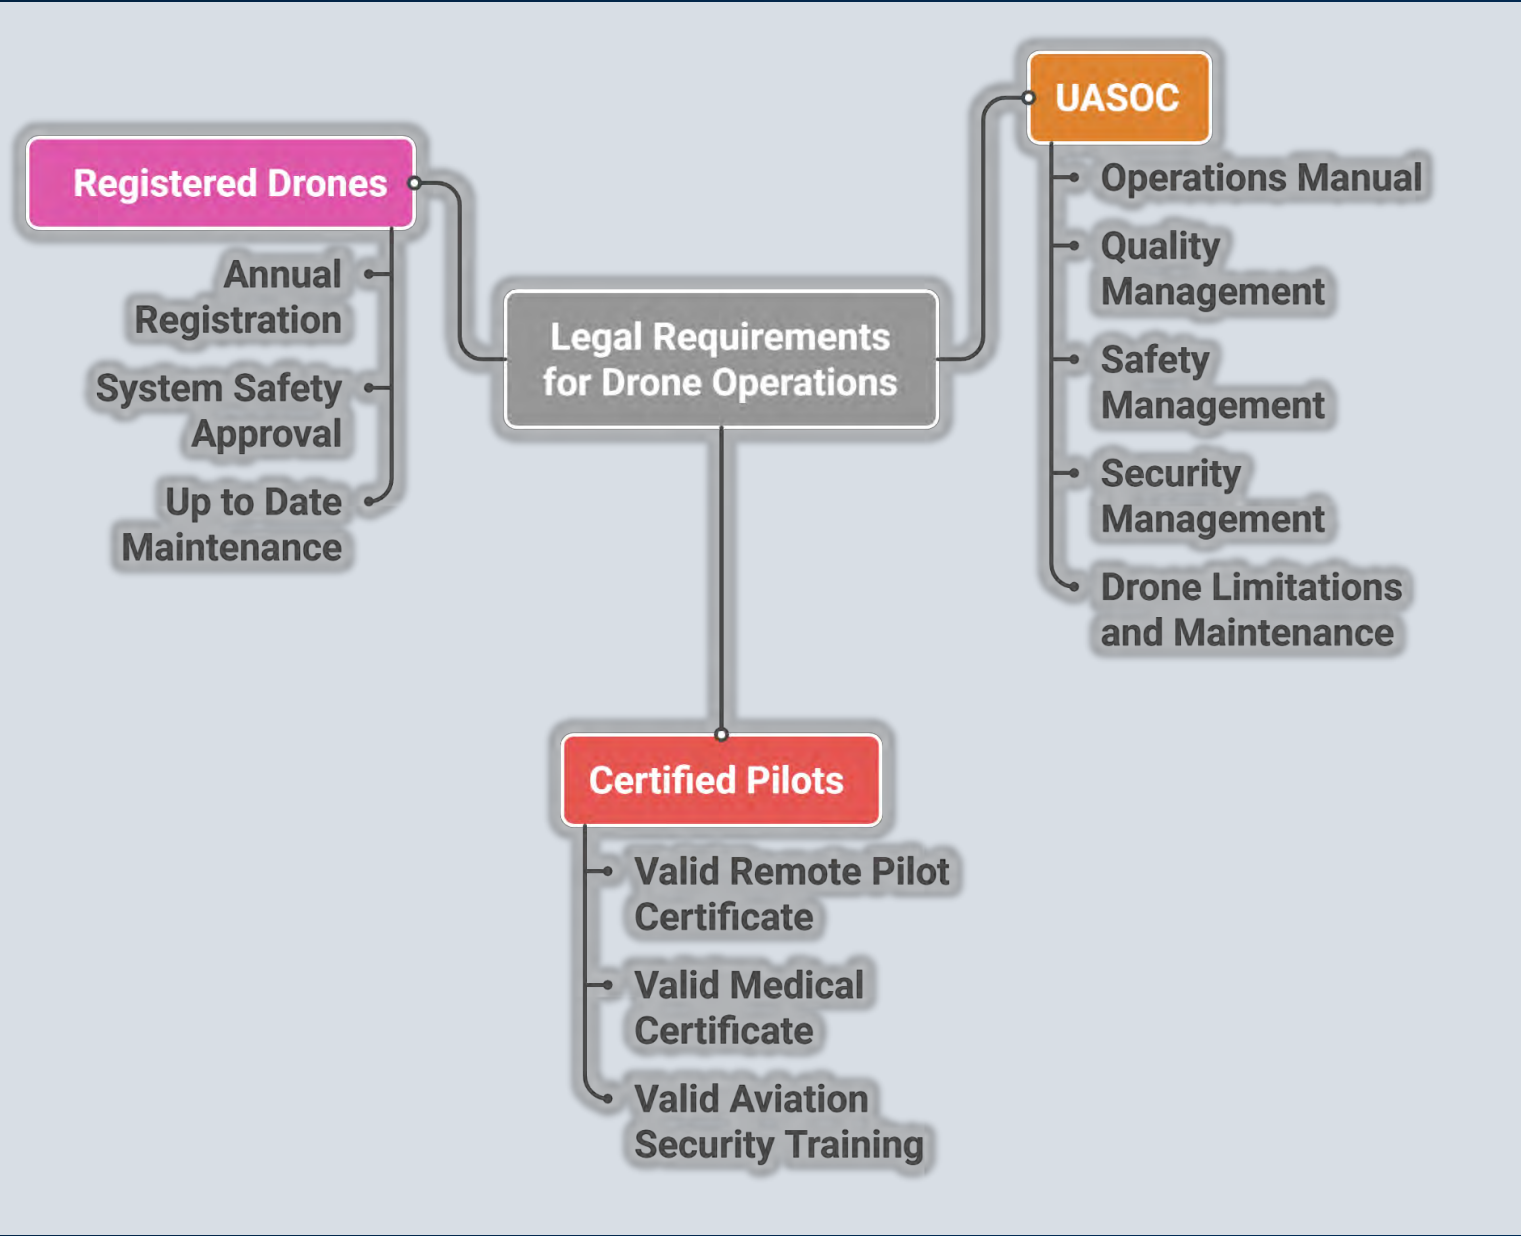 Registered Drones
Annual
Registration
System Safety
Approval
Up to Date
Maintenance
Legal Requirements
for Drone Operations
UASOC
Operations Manual
Quality
Management
Safety
Management
Security
Management
Drone Limitations
and Maintenance
Certified Pilots
Valid Remote Pilot
Certificate
Valid Medical
Certificate
Valid Aviation
Security Training